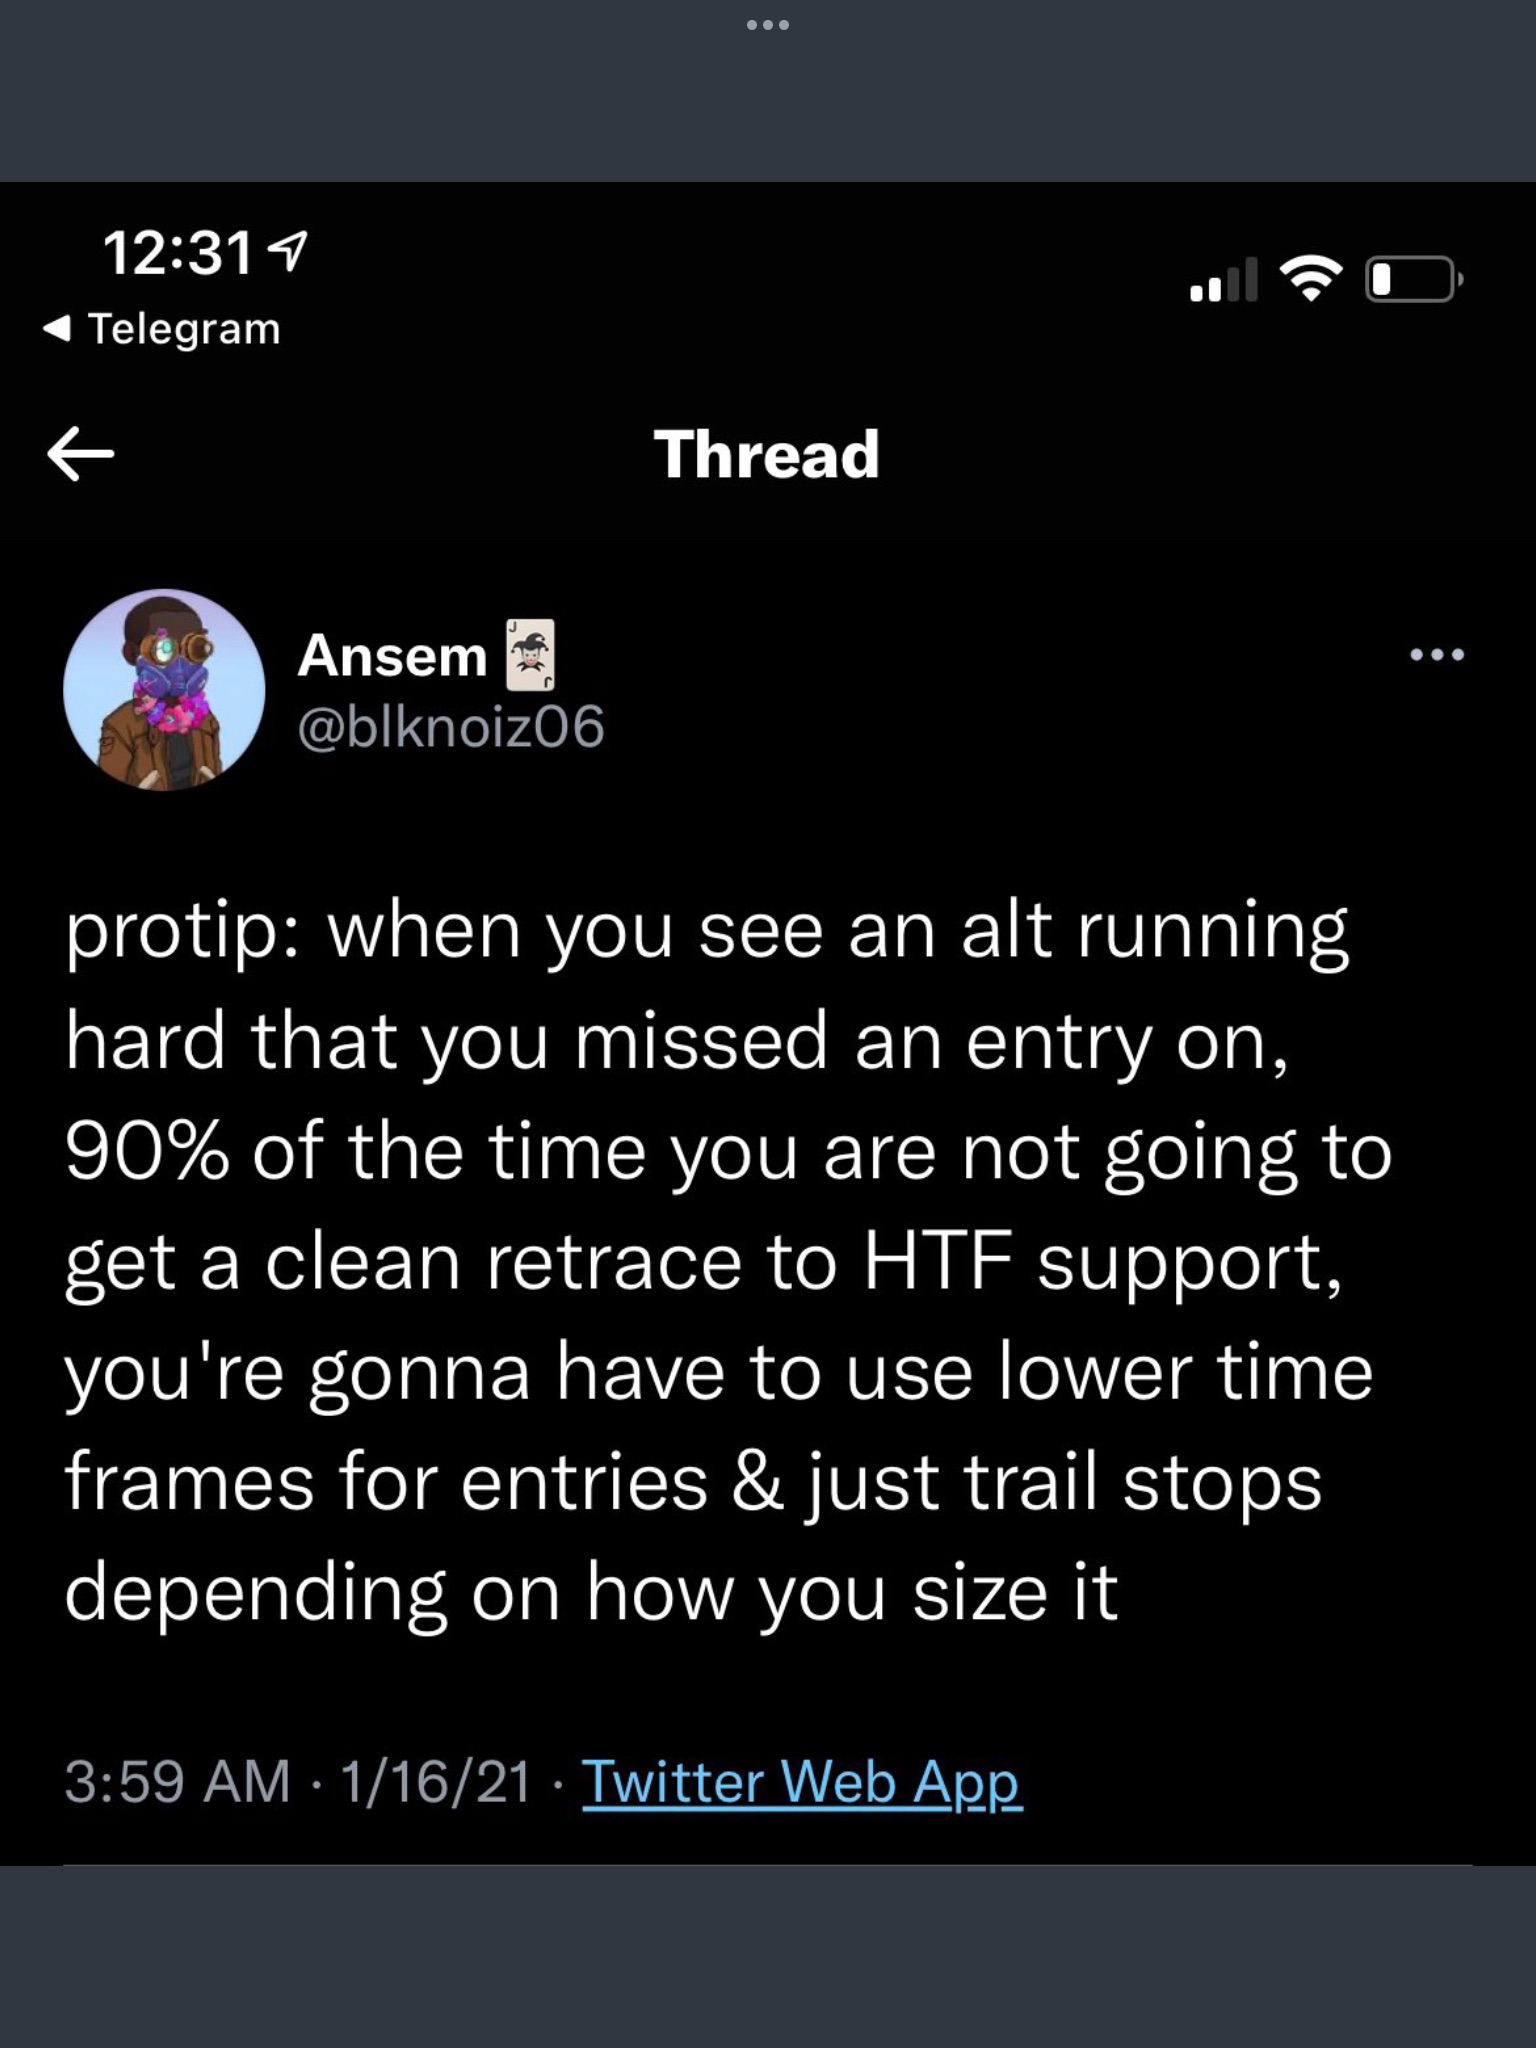 12:31
Telegram
Thread
Ansem 🃏
@blknoiz06
protip: when you see an alt running
hard that you missed an entry on,
90% of the time you are not going to
get a clean retrace to HTF support,
you're gonna have to use lower time
frames for entries & just trail stops
depending on how you size it
3:59 AM · 1/16/21 · Twitter Web App